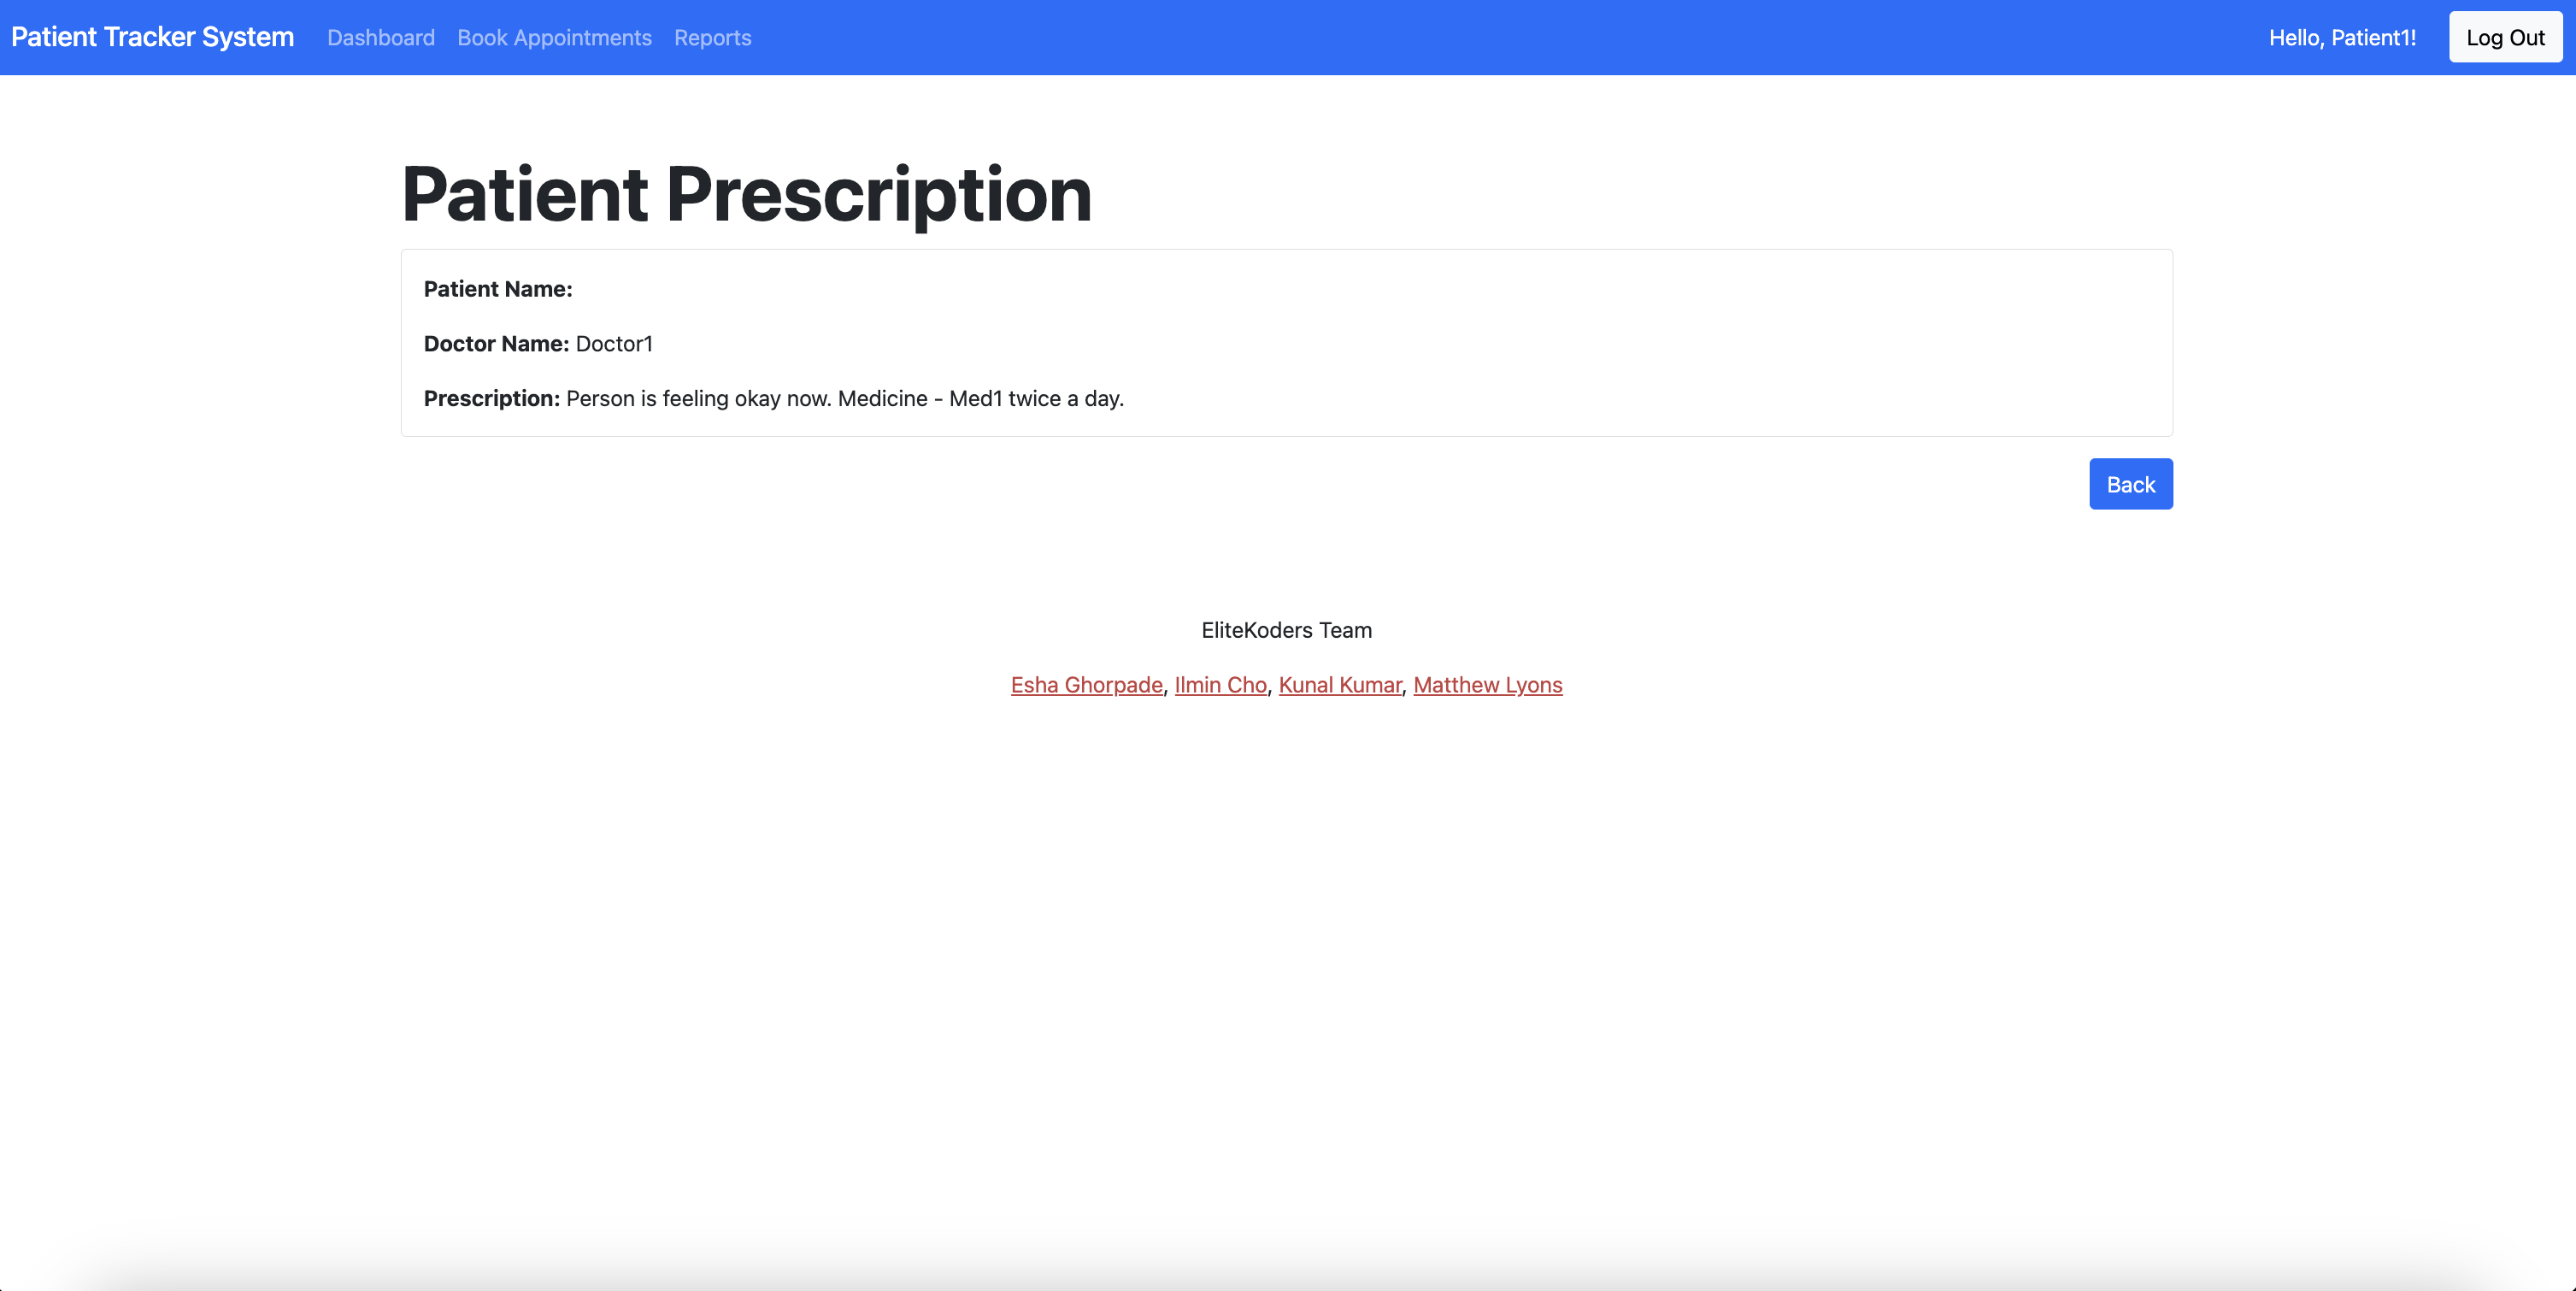 Patient Tracker System Dashboard Book Appointments Reports Hello, Patient1! Log Out
Patient Prescription
Patient Name:
Doctor Name: Doctor1
Prescription: Person is feeling okay now. Medicine - Med1 twice a day.
Back
EliteKoders Team
Esha Ghorpade, Ilmin Cho, Kunal Kumar, Matthew Lyons